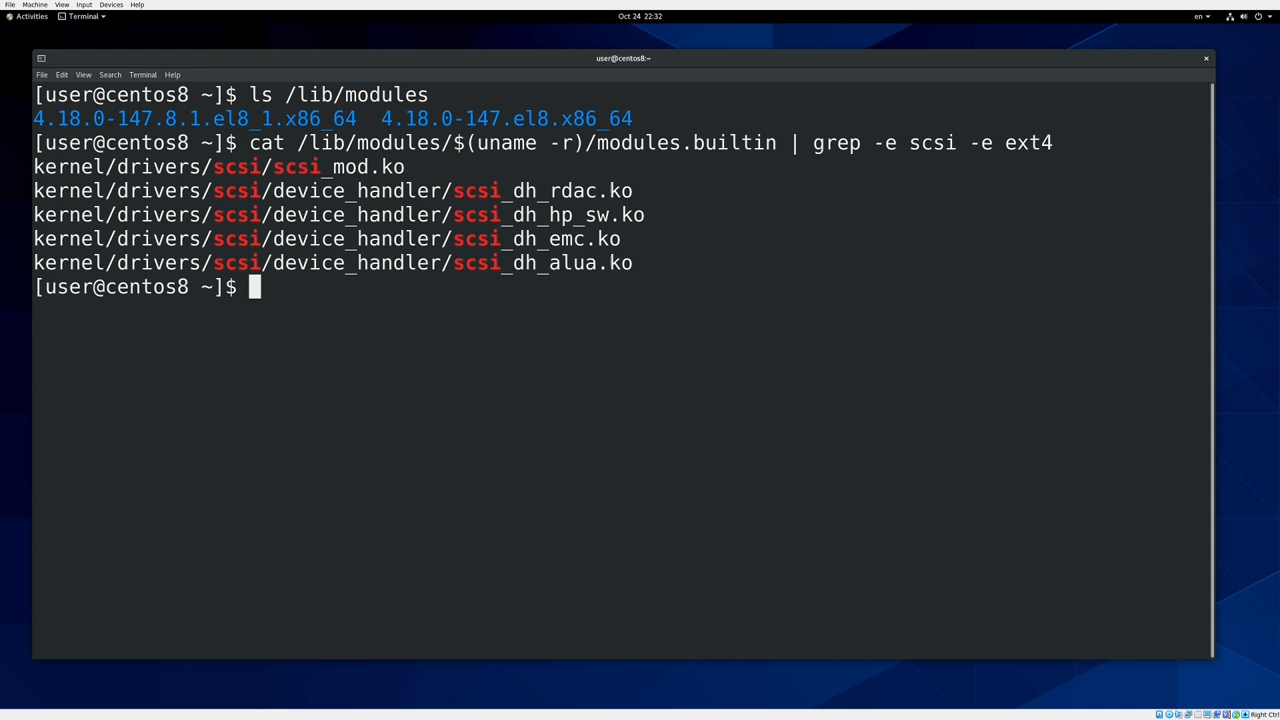 File Machine View Input Devices Help
Activities Terminal Oct 24 22:32 en
user@centos8:~
File Edit View Search Terminal Help
[user@centos8 ~]$ ls /lib/modules
4.18.0-147.8.1.el8_1.x86_64 4.18.0-147.el8.x86_64
[user@centos8 ~]$ cat /lib/modules/$(uname -r)/modules.builtin | grep -e scsi -e ext4
kernel/drivers/scsi/scsi_mod.ko
kernel/drivers/scsi/device_handler/scsi_dh_rdac.ko
kernel/drivers/scsi/device_handler/scsi_dh_hp_sw.ko
kernel/drivers/scsi/device_handler/scsi_dh_emc.ko
kernel/drivers/scsi/device_handler/scsi_dh_alua.ko
[user@centos8 ~]$
Right Ctrl